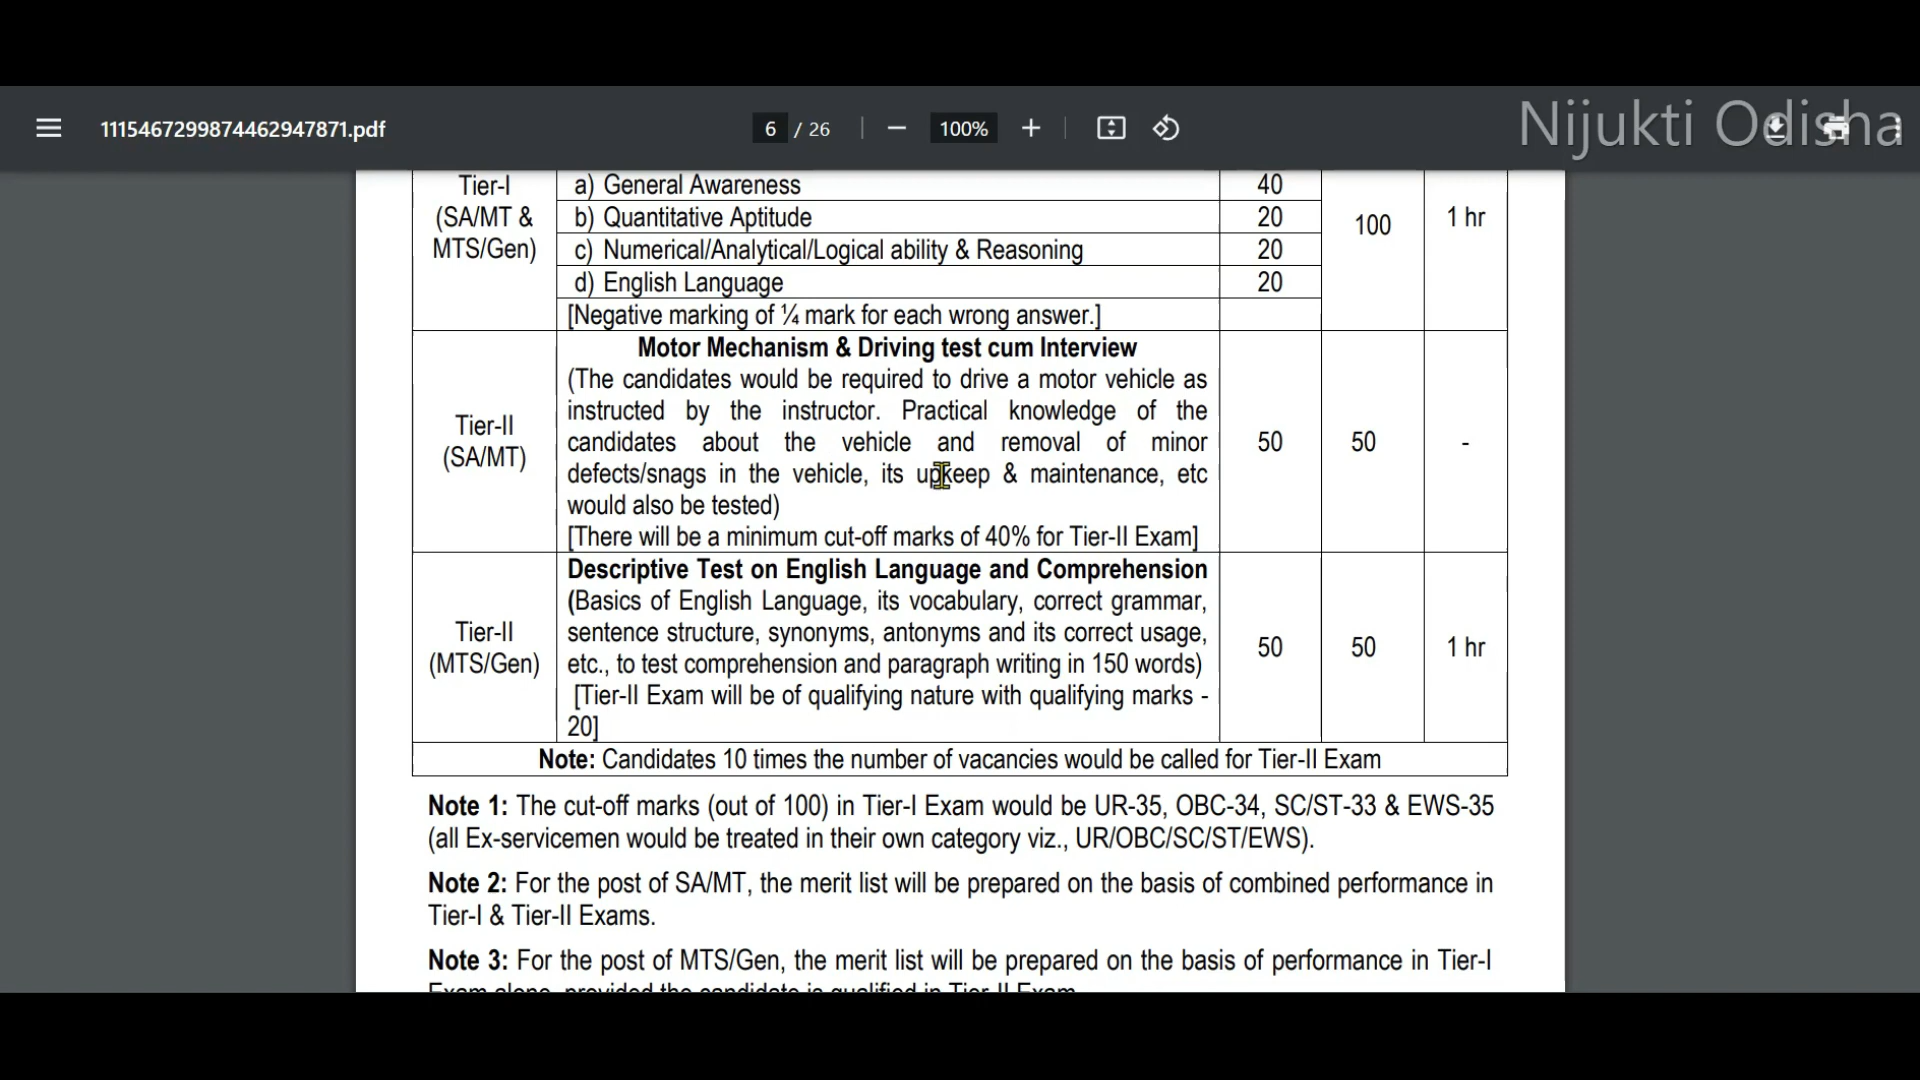 1115467299874462947871.pdf
6 / 26
100%
Nijukti Odisha
Tier-I
(SA/MT &
MTS/Gen)
a) General Awareness
40
b) Quantitative Aptitude
20
c) Numerical/Analytical/Logical ability & Reasoning
20
d) English Language
20
[Negative marking of ¼ mark for each wrong answer.]
100
1 hr
Tier-II
(SA/MT)
Motor Mechanism & Driving test cum Interview
(The candidates would be required to drive a motor vehicle as
instructed by the instructor. Practical knowledge of the
candidates about the vehicle and removal of minor
defects/snags in the vehicle, its upkeep & maintenance, etc
would also be tested)
[There will be a minimum cut-off marks of 40% for Tier-II Exam]
50
50
-
Tier-II
(MTS/Gen)
Descriptive Test on English Language and Comprehension
(Basics of English Language, its vocabulary, correct grammar,
sentence structure, synonyms, antonyms and its correct usage,
etc., to test comprehension and paragraph writing in 150 words)
[Tier-II Exam will be of qualifying nature with qualifying marks -
20]
50
50
1 hr
Note: Candidates 10 times the number of vacancies would be called for Tier-II Exam
Note 1: The cut-off marks (out of 100) in Tier-I Exam would be UR-35, OBC-34, SC/ST-33 & EWS-35
(all Ex-servicemen would be treated in their own category viz., UR/OBC/SC/ST/EWS).
Note 2: For the post of SA/MT, the merit list will be prepared on the basis of combined performance in
Tier-I & Tier-II Exams.
Note 3: For the post of MTS/Gen, the merit list will be prepared on the basis of performance in Tier-I
Exam alone, provided the candidate is qualified in Tier-II Exam